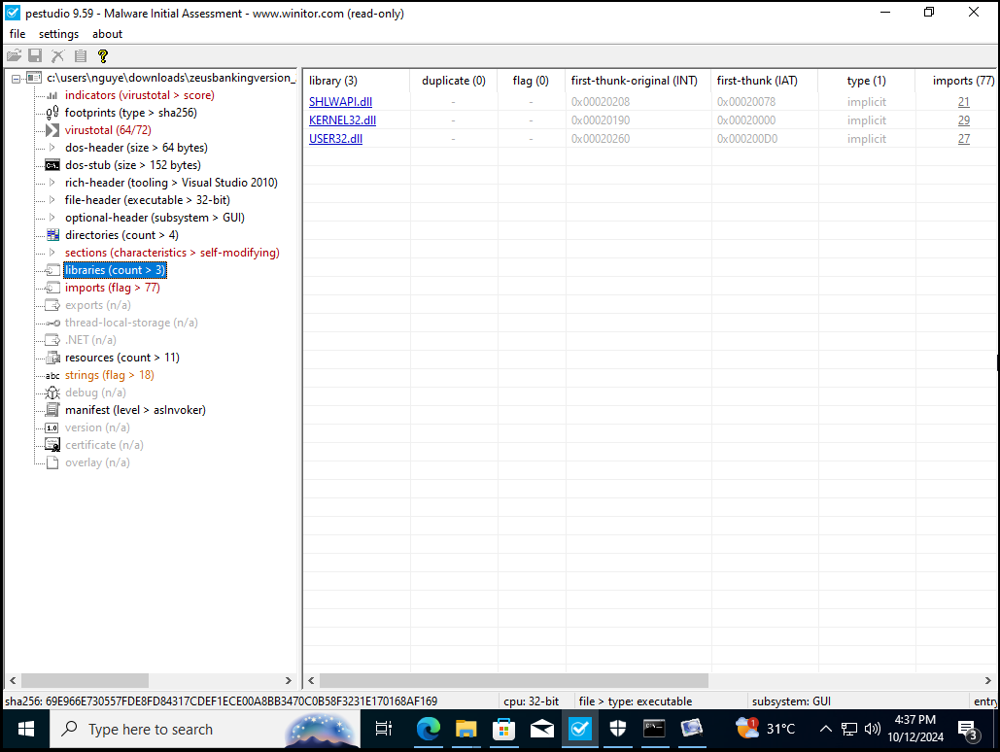 pestudio 9.59 - Malware Initial Assessment - www.winitor.com (read-only)
file settings about
c:\users\nguye\downloads\zeusbankingversion_
indicators (virustotal > score)
footprints (type > sha256)
virustotal (64/72)
dos-header (size > 64 bytes)
dos-stub (size > 152 bytes)
rich-header (tooling > Visual Studio 2010)
file-header (executable > 32-bit)
optional-header (subsystem > GUI)
directories (count > 4)
sections (characteristics > self-modifying)
libraries (count > 3)
imports (flag > 77)
exports (n/a)
thread-local-storage (n/a)
.NET (n/a)
resources (count > 11)
abc strings (flag > 18)
debug (n/a)
manifest (level > asInvoker)
1.0 version (n/a)
certificate (n/a)
overlay (n/a)
library (3) duplicate (0) flag (0) first-thunk-original (INT) first-thunk (IAT) type (1) imports (77)
SHLWAPI.dll - - 0x00020208 0x00020078 implicit 21
KERNEL32.dll - - 0x00020190 0x00020000 implicit 29
USER32.dll - - 0x00020260 0x000200D0 implicit 27
sha256: 69E966E730557FDE8FD84317CDEF1ECE00A8BB3470C0B58F3231E170168AF169 cpu: 32-bit file > type: executable subsystem: GUI entry
Type here to search 1 31°C 4:37 PM 3
10/12/2024